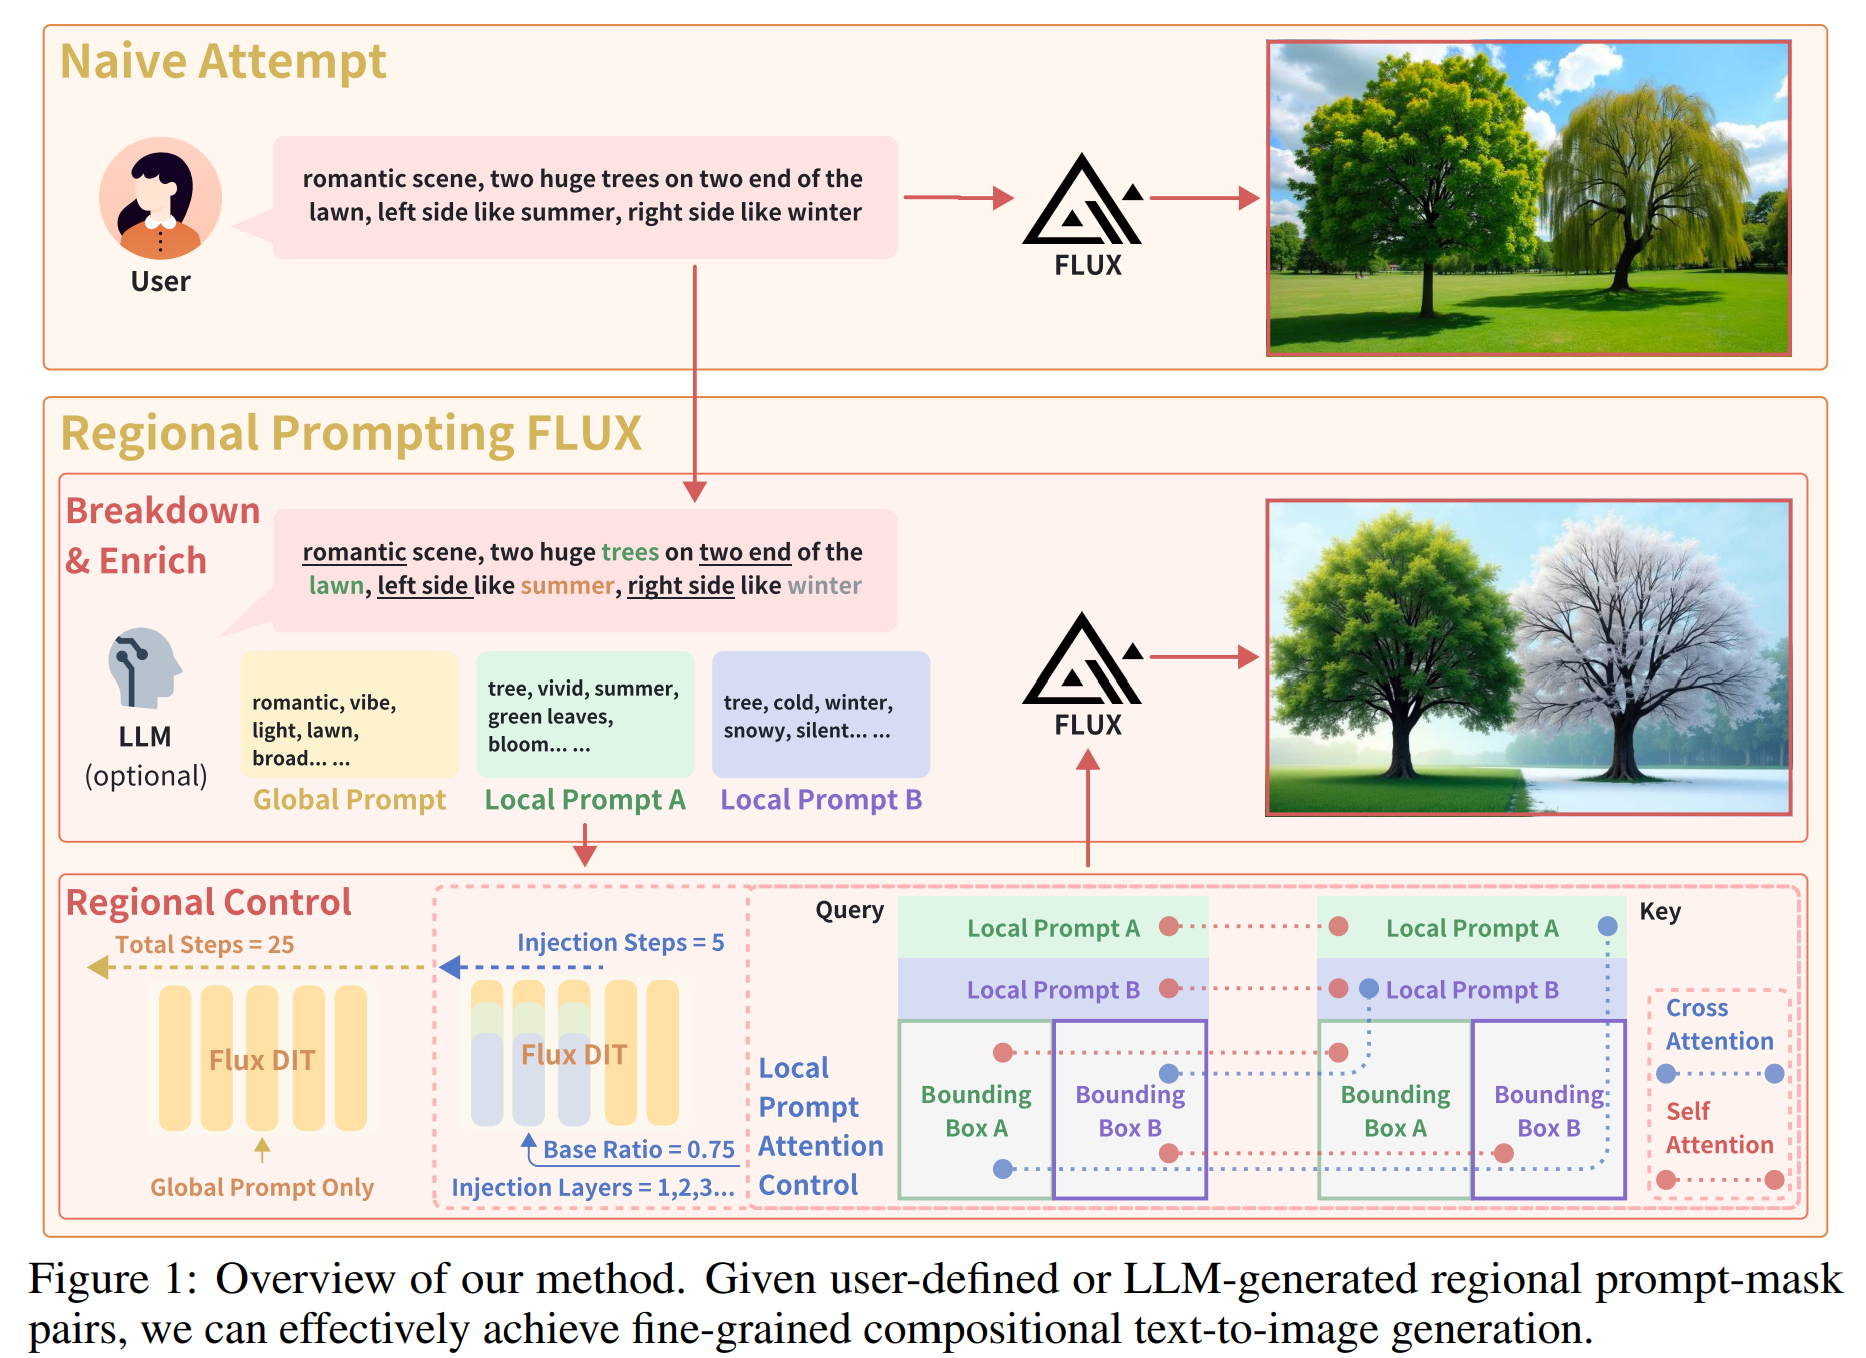 Naive Attempt
romantic scene, two huge trees on two end of the
lawn, left side like summer, right side like winter
User
FLUX
Regional Prompting FLUX
Breakdown
& Enrich
romantic scene, two huge trees on two end of the
lawn, left side like summer, right side like winter
LLM
(optional)
romantic, vibe,
light, lawn,
broad... ...
Global Prompt
tree, vivid, summer,
green leaves,
bloom... ...
Local Prompt A
tree, cold, winter,
snowy, silent... ...
Local Prompt B
FLUX
Regional Control
Total Steps = 25
Flux DIT
Global Prompt Only
Injection Steps = 5
Flux DIT
Base Ratio = 0.75
Injection Layers = 1,2,3...
Local
Prompt
Attention
Control
Query
Local Prompt A
Local Prompt B
Bounding
Box A
Bounding
Box B
Key
Local Prompt A
Local Prompt B
Bounding
Box A
Bounding
Box B
Cross
Attention
Self
Attention
Figure 1: Overview of our method. Given user-defined or LLM-generated regional prompt-mask
pairs, we can effectively achieve fine-grained compositional text-to-image generation.